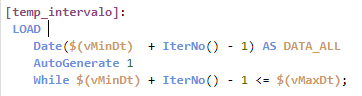 [temp_intervalo]:
LOAD
Date($(vMinDt) + IterNo() - 1) AS DATA_ALL
AutoGenerate 1
While $(vMinDt) + IterNo() - 1 <= $(vMaxDt);